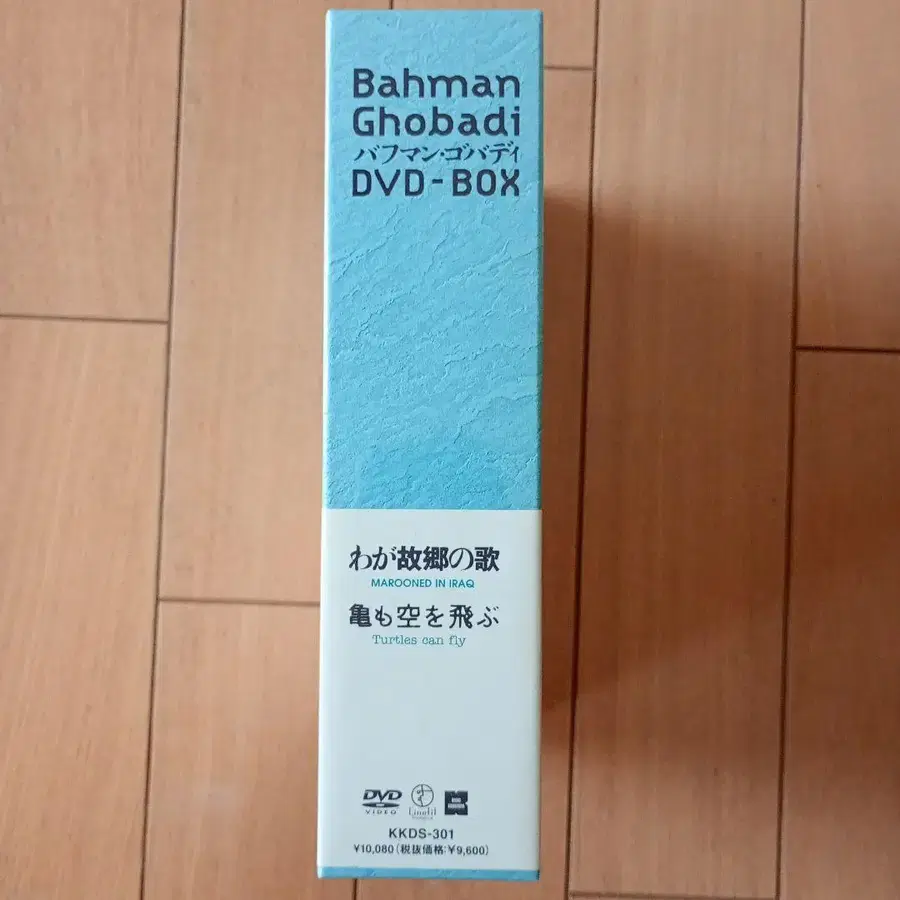 Bahman
Ghobadi
バフマン・ゴバディ
DVD-BOX
わが故郷の歌
MAROONED IN IRAQ
亀も空を飛ぶ
Turtles can fly
DVD
VIDEO
KKDS-301
¥10,080(税抜価格:¥9,600)